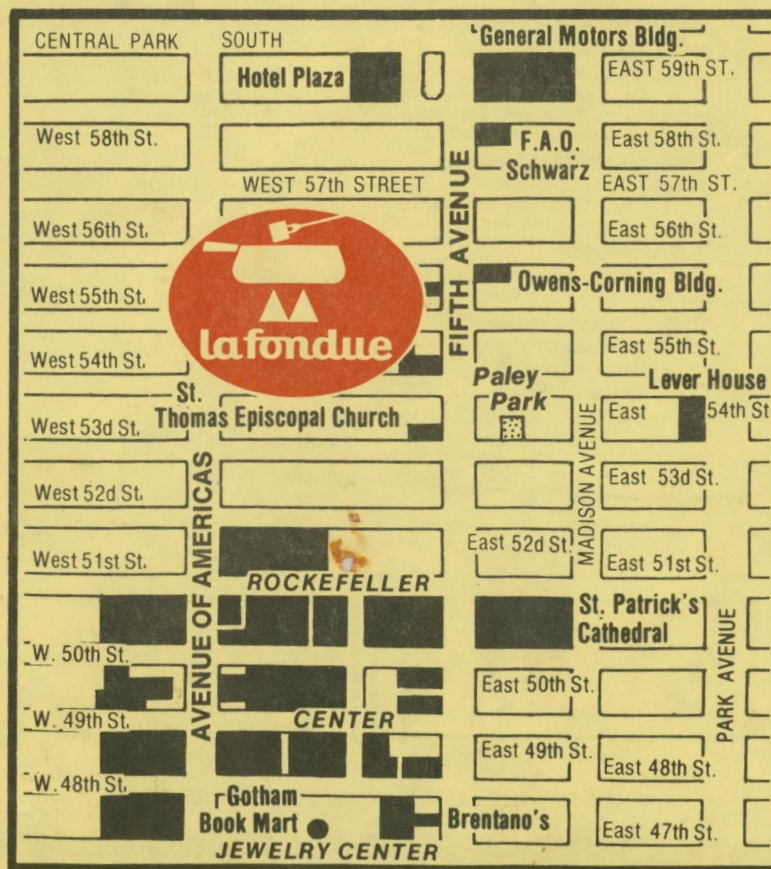 CENTRAL PARK SOUTH
General Motors Bldg.
Hotel Plaza
EAST 59th ST.
West 58th St.
F.A.O.
Schwarz
East 58th St.
WEST 57th STREET
EAST 57th ST.
FIFTH AVENUE
West 56th St.
East 56th St.
West 55th St.
Owens-Corning Bldg.
la fondue
West 54th St.
East 55th St.
Paley
Park
Lever House
St.
Thomas Episcopal Church
East 54th St
West 53d St.
MADISON AVENUE
West 52d St.
East 53d St.
AVENUE OF AMERICAS
West 51st St.
East 52d St.
East 51st St.
ROCKEFELLER
St. Patrick's
Cathedral
W. 50th St.
PARK AVENUE
East 50th St.
CENTER
W. 49th St.
East 49th St.
East 48th St.
W. 48th St.
Gotham
Book Mart
Brentano's
East 47th St.
JEWELRY CENTER